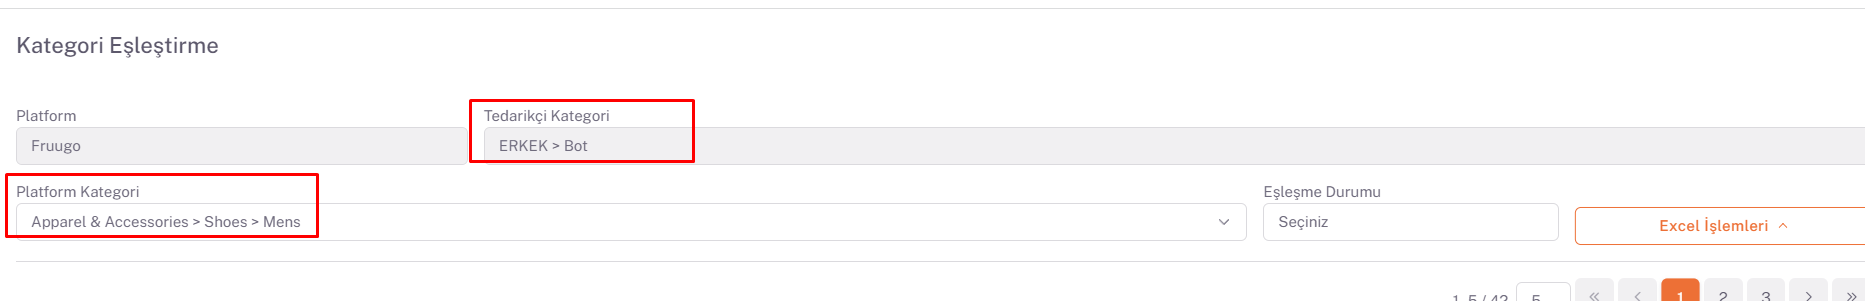 Kategori Eşleştirme
Platform
Tedarikçi Kategori
Fruugo
ERKEK > Bot
Platform Kategori
Eşleşme Durumu
Apparel & Accessories > Shoes > Mens
Seçiniz
Excel İşlemleri
1-5 / 42 5 « < 1 2 3 > »